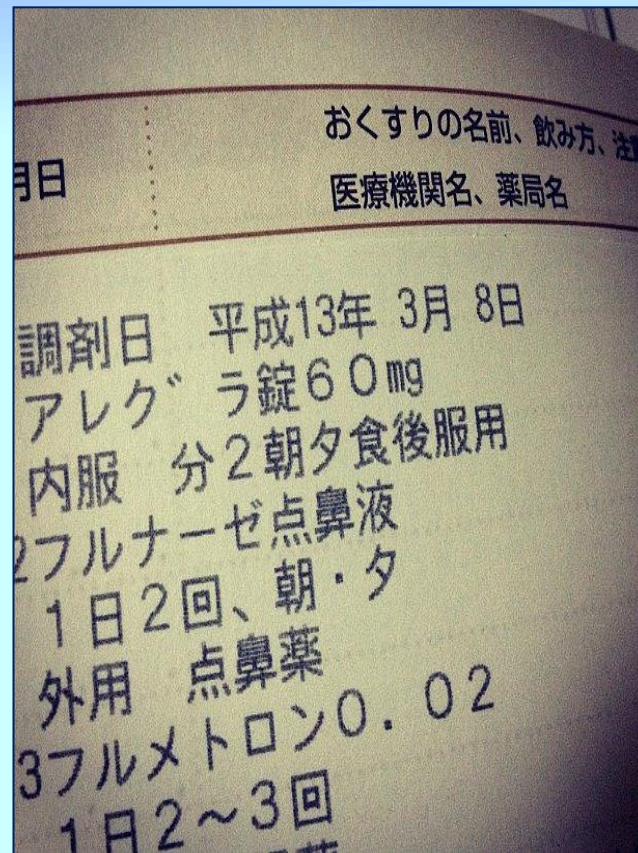 月日
おくすりの名前、飲み方、注
医療機関名、薬局名
調剤日 平成13年 3月 8日
アレグラ錠60mg
内服 分2朝夕食後服用
2フルナーゼ点鼻液
1日2回、朝・夕
外用 点鼻薬
3フルメトロン0.02
1日2~3回